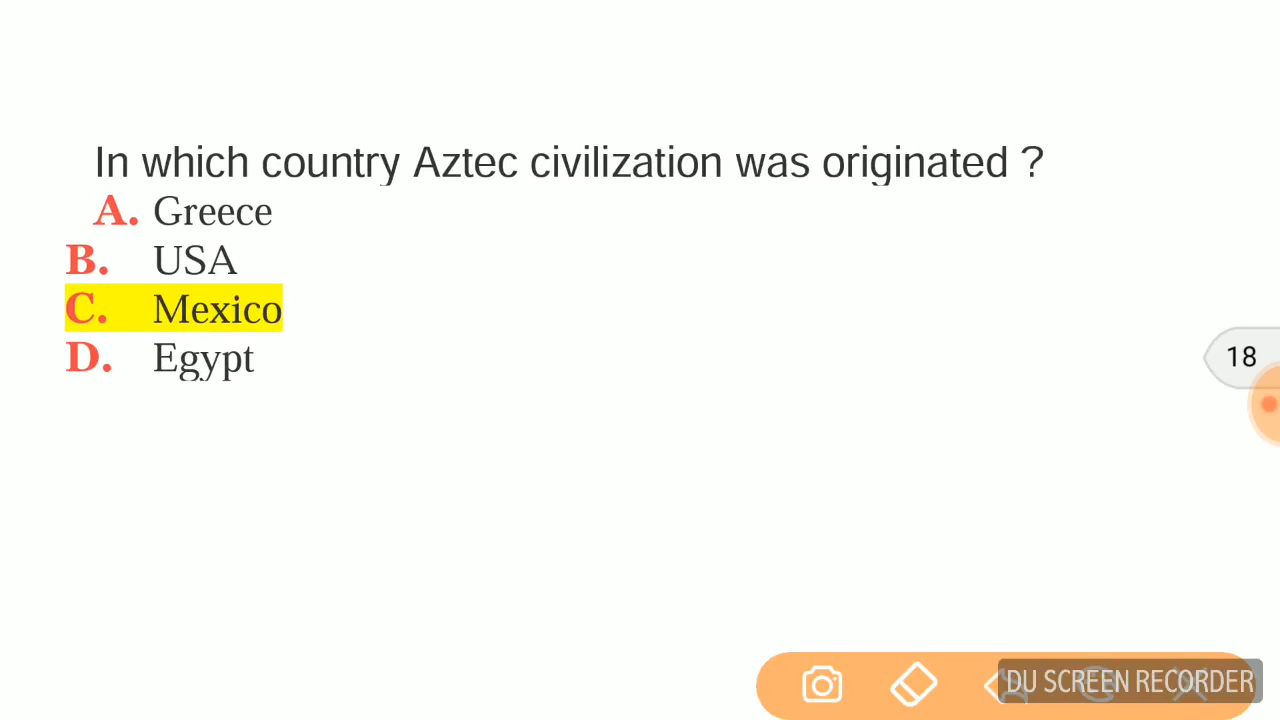 In which country Aztec civilization was originated ?
A. Greece
B. USA
C. Mexico
D. Egypt
18
DU SCREEN RECORDER